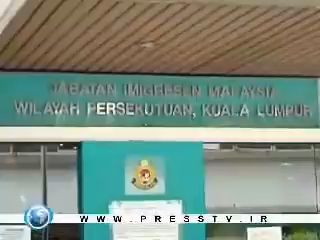 JABATAN IMIGRESEN MALAYSIA
WILAYAH PERSEKUTUAN, KUALA LUMPUR
WWW.PRESSTV.IR